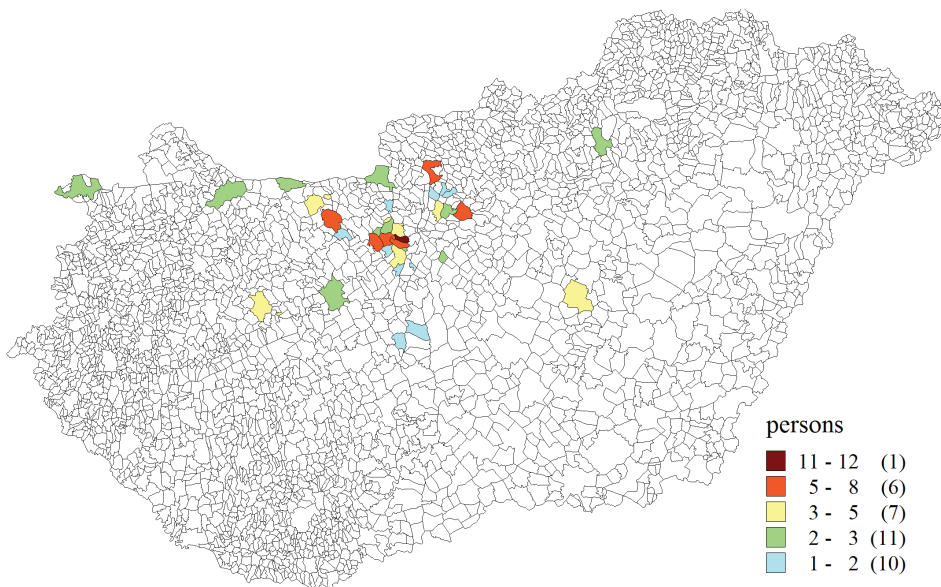 persons
11 - 12 (1)
5 - 8 (6)
3 - 5 (7)
2 - 3 (11)
1 - 2 (10)